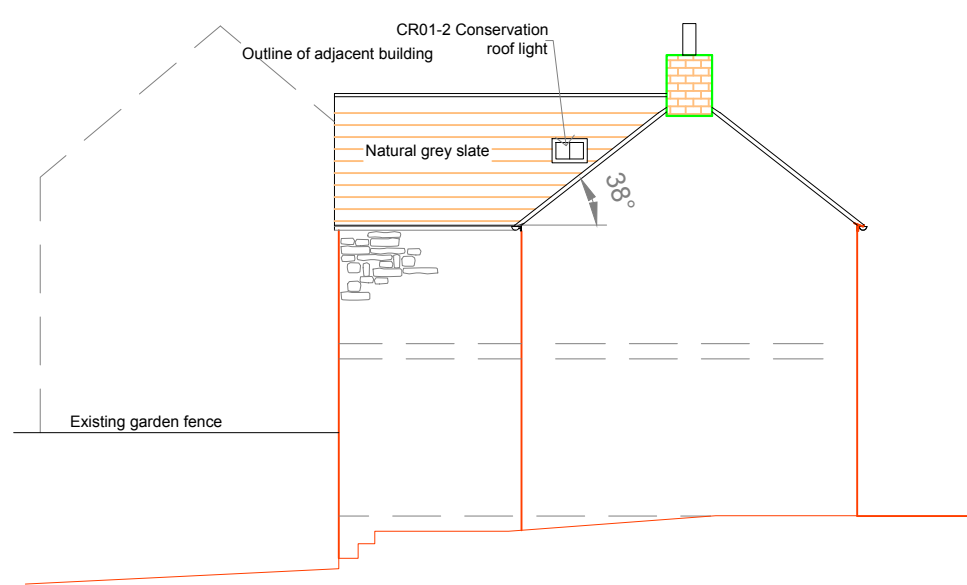 CR01-2 Conservation
roof light
Outline of adjacent building
Natural grey slate
38°
Existing garden fence